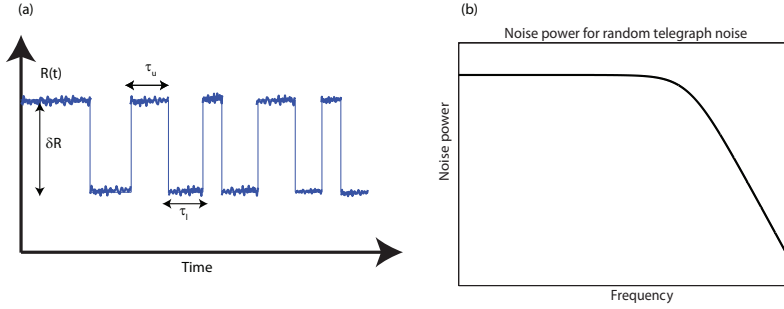 (a)
R(t)
τu
δR
τl
Time
(b)
Noise power for random telegraph noise
Noise power
Frequency